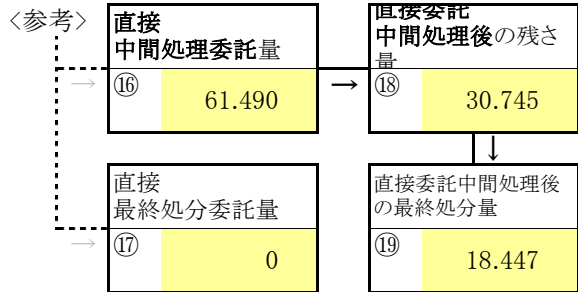 〈参考〉
直接
中間処理委託量
→
⑯
61.490
→
直接委託
中間処理後の残さ
量
⑱
30.745
↓
直接
最終処分委託量
→
⑰
0
直接委託中間処理後
の最終処分量
⑲
18.447